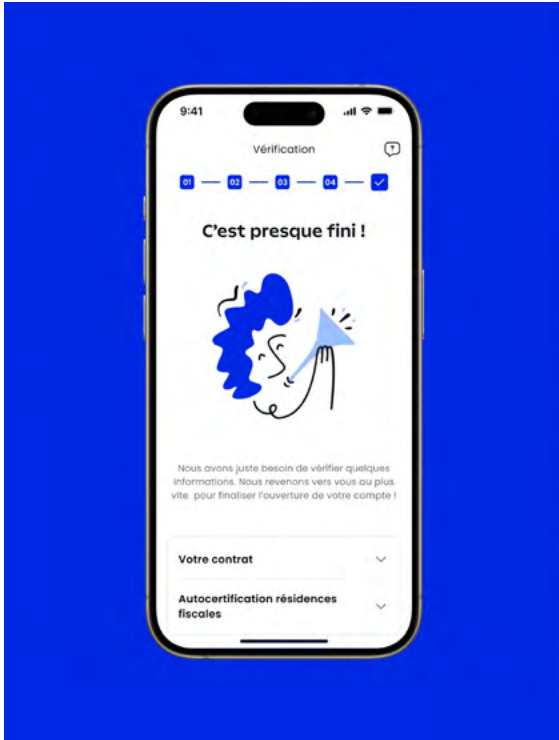 9:41
Vérification
?
01 02 03 04
C'est presque fini !
Nous avons juste besoin de vérifier quelques
informations. Nous revenons vers vous au plus
vite pour finaliser l'ouverture de votre compte !
Votre contrat
Autocertification résidences
fiscales